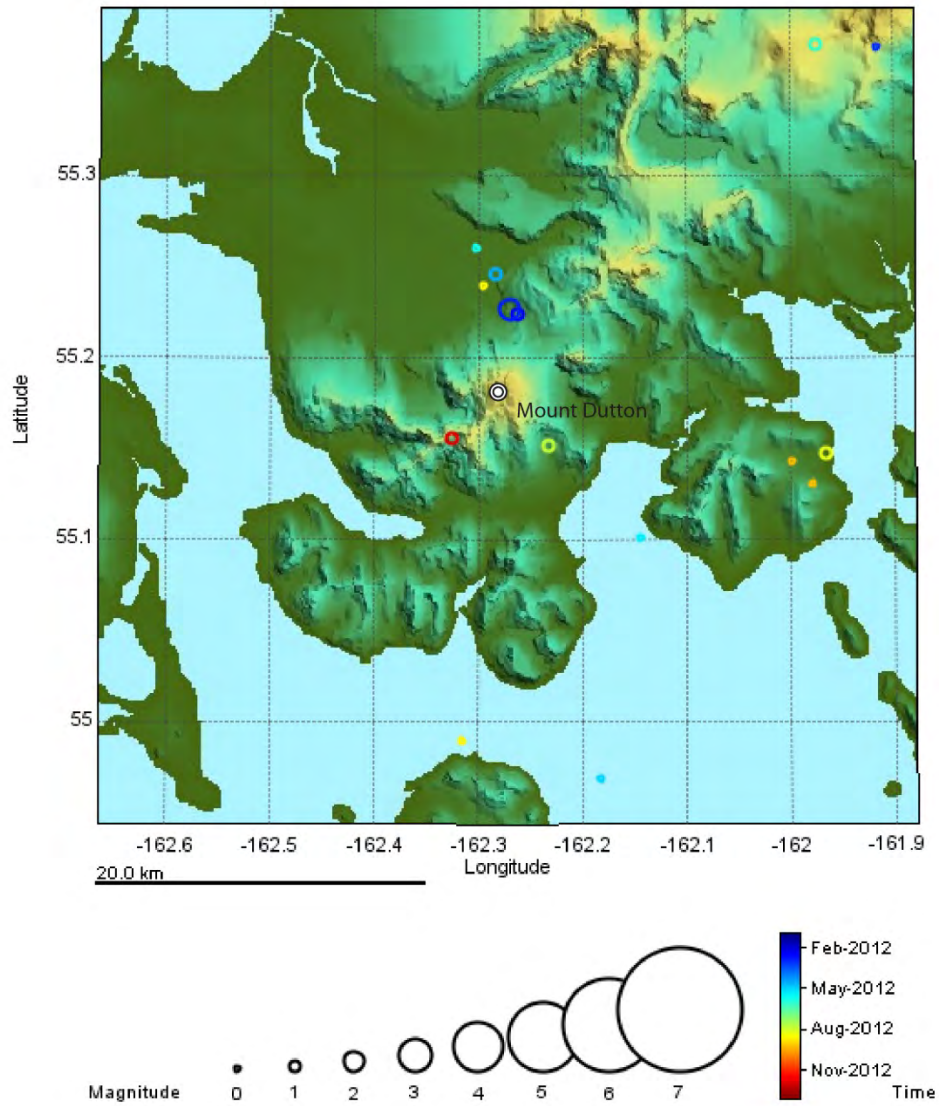 55.3
55.2
Mount Dutton
Latitude
55.1
55
-162.6 -162.5 -162.4 -162.3 -162.2 -162.1 -162 -161.9
Longitude
20.0 km
Feb-2012
May-2012
Aug-2012
Nov-2012
Magnitude 0 1 2 3 4 5 6 7 Time